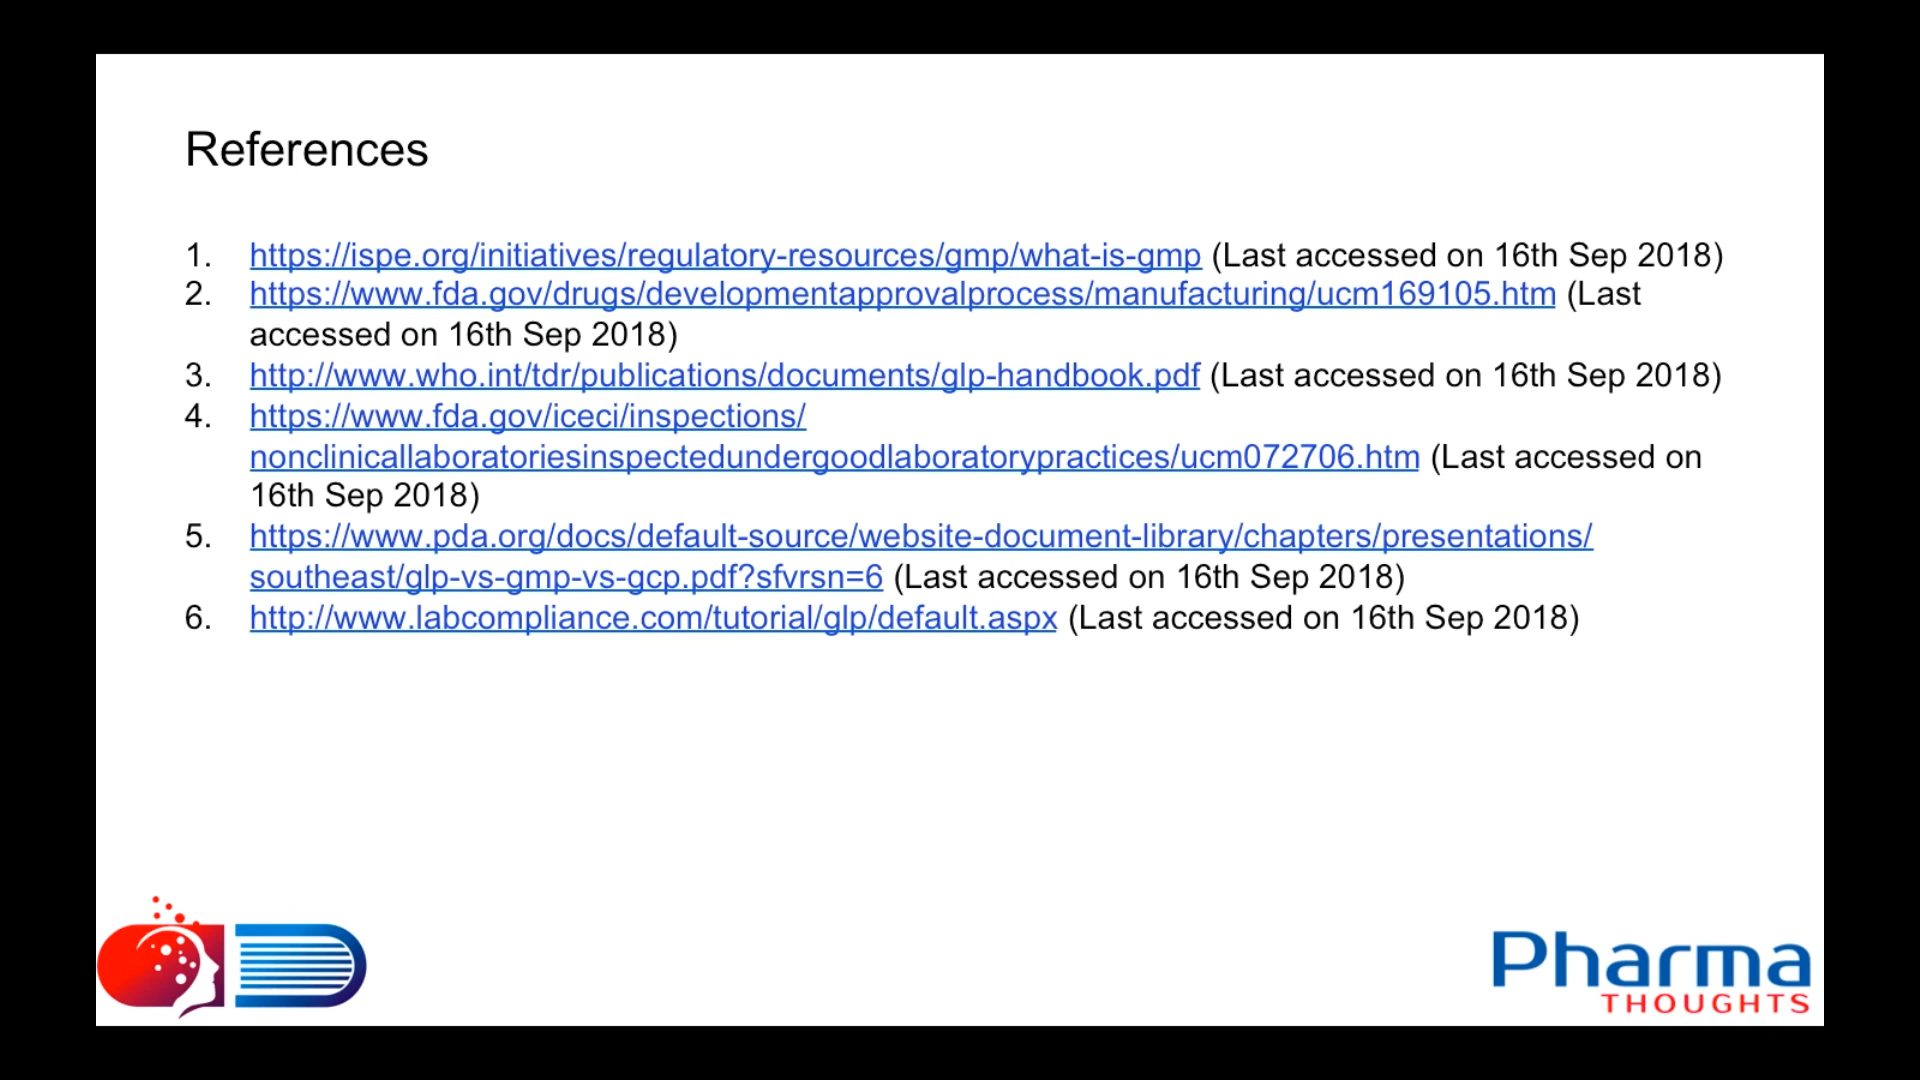 References
1. https://ispe.org/initiatives/regulatory-resources/gmp/what-is-gmp (Last accessed on 16th Sep 2018)
2. https://www.fda.gov/drugs/developmentapprovalprocess/manufacturing/ucm169105.htm (Last
accessed on 16th Sep 2018)
3. http://www.who.int/tdr/publications/documents/glp-handbook.pdf (Last accessed on 16th Sep 2018)
4. https://www.fda.gov/iceci/inspections/
nonclinicallaboratoriesinspectedundergoodlaboratorypractices/ucm072706.htm (Last accessed on
16th Sep 2018)
5. https://www.pda.org/docs/default-source/website-document-library/chapters/presentations/
southeast/glp-vs-gmp-vs-gcp.pdf?sfvrsn=6 (Last accessed on 16th Sep 2018)
6. http://www.labcompliance.com/tutorial/glp/default.aspx (Last accessed on 16th Sep 2018)
Pharma
THOUGHTS